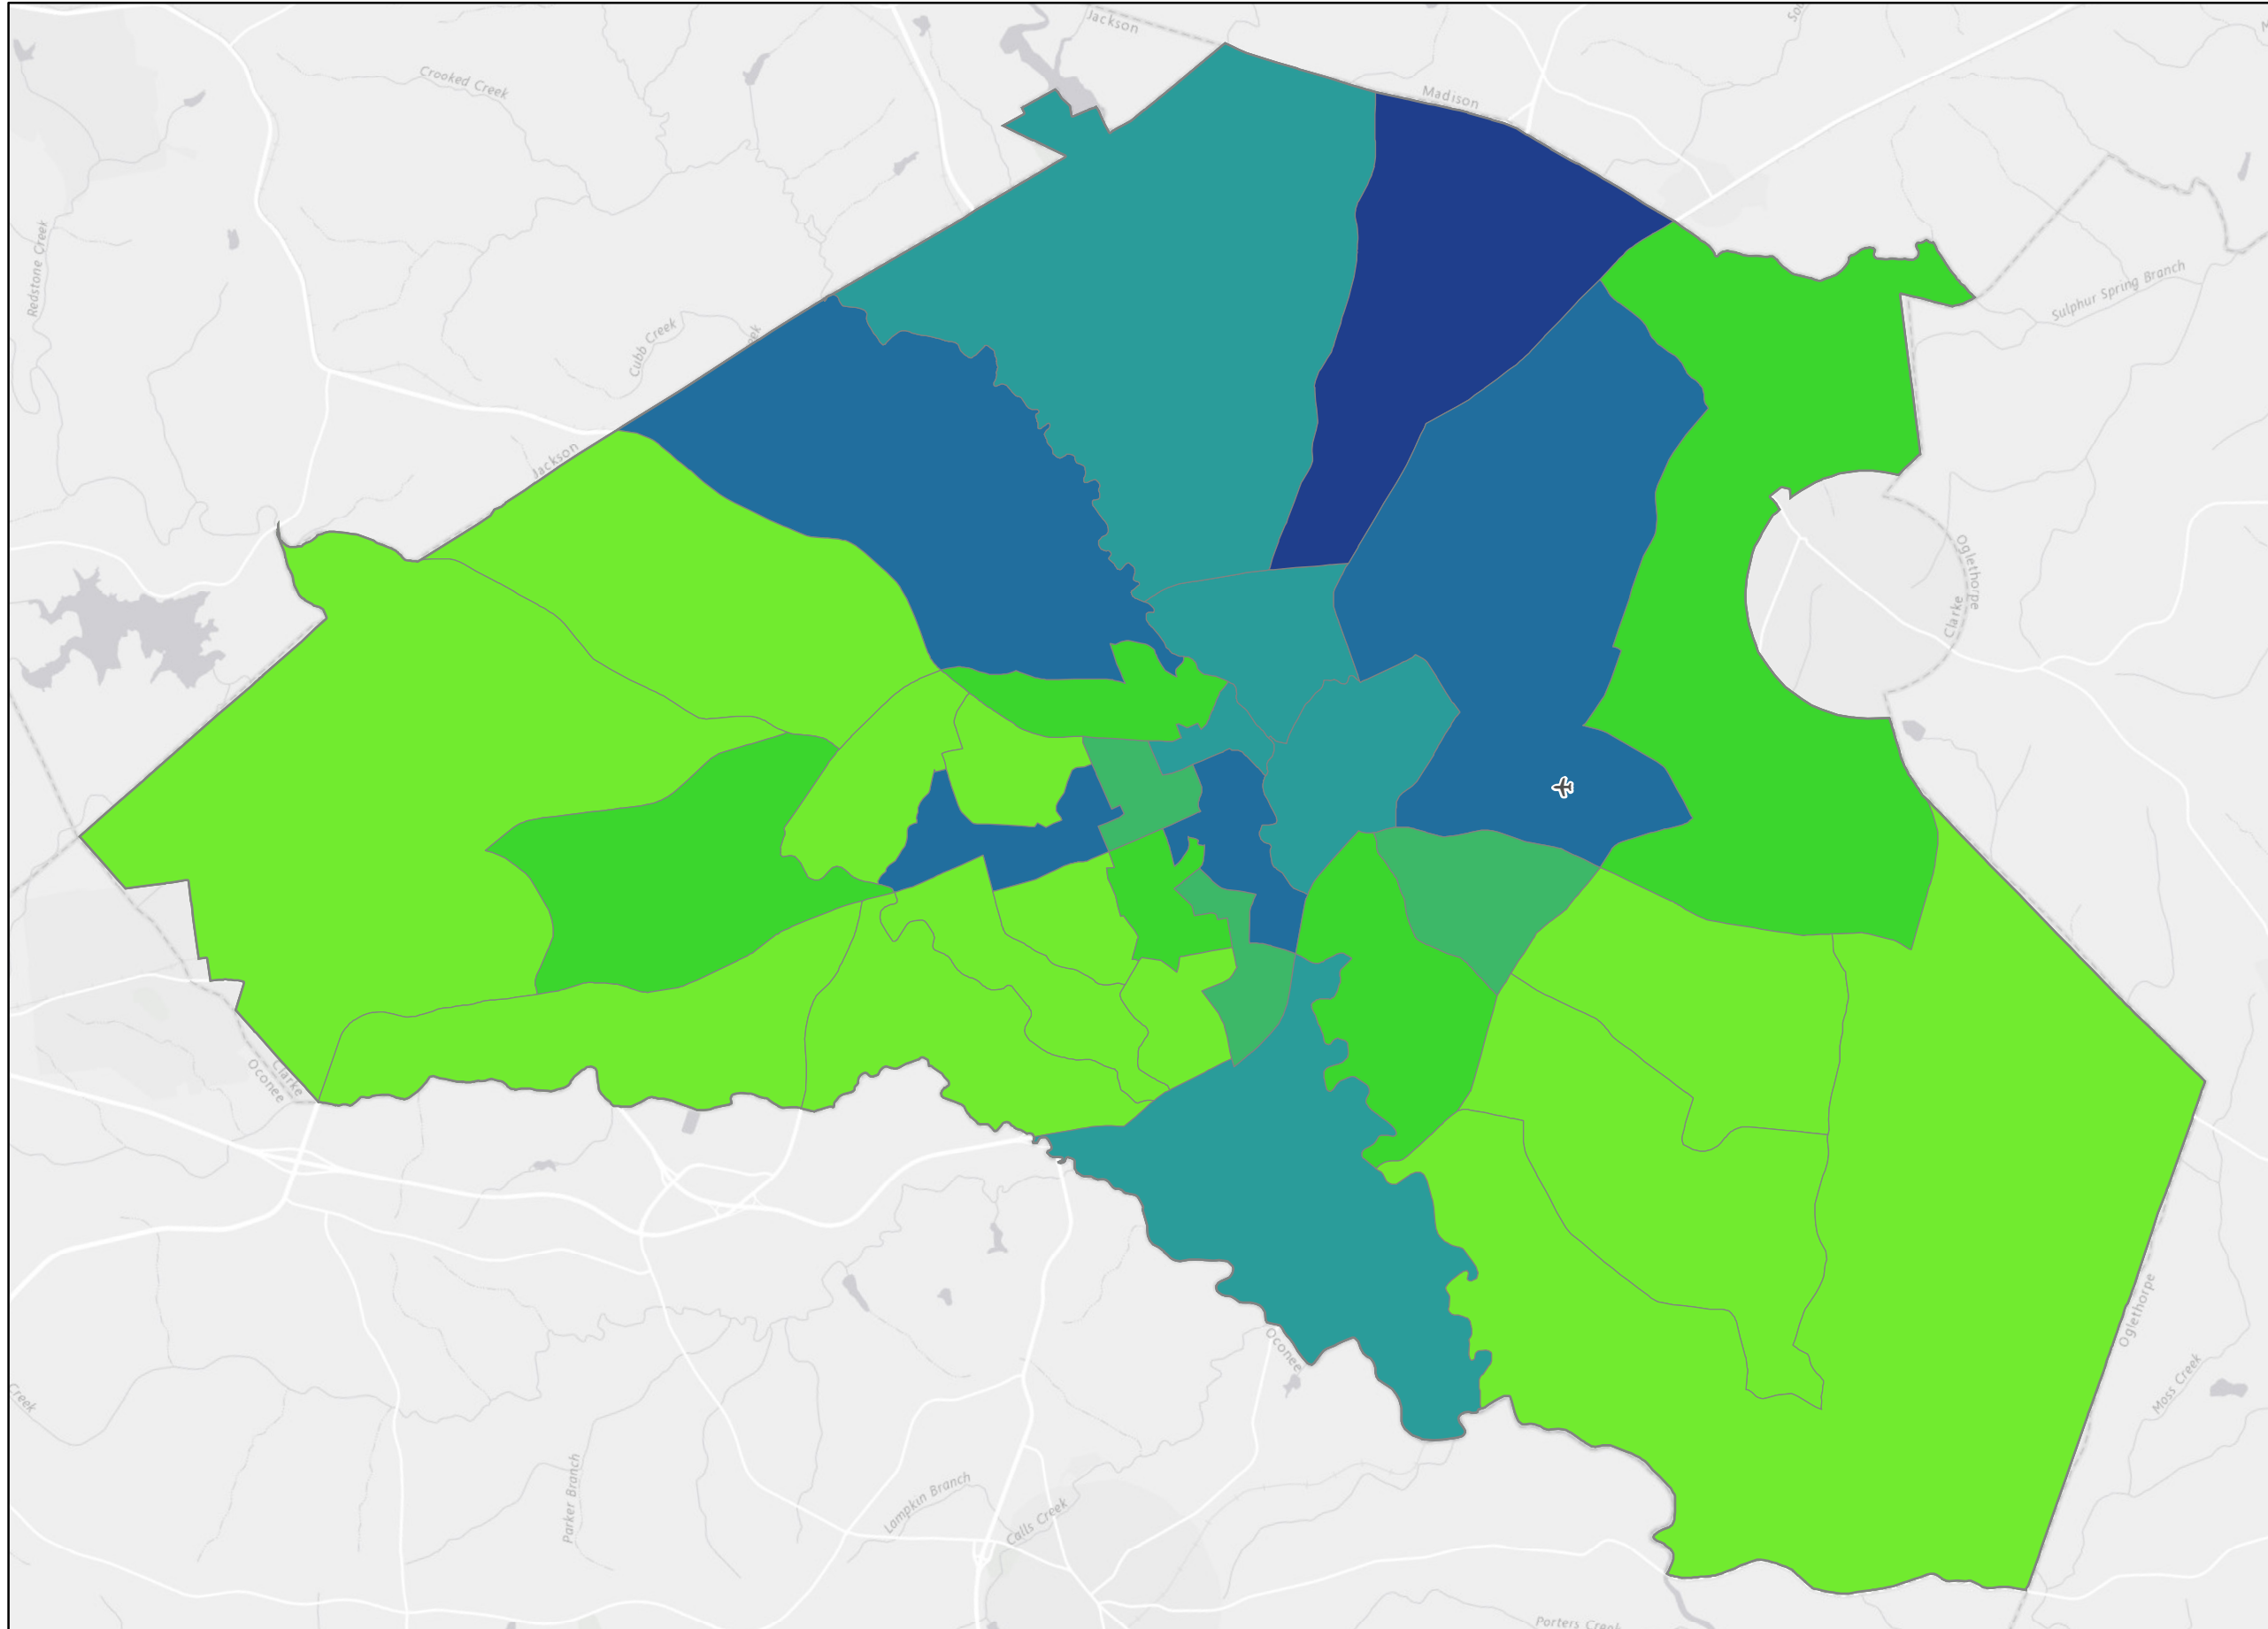 Jackson
Madison
Crooked Creek
Redstone Creek
Sulphur Spring Branch
Cubb Creek
Jackson
Oglethorpe
Clarke
Clarke
Oconee
Oglethorpe
Oconee
Moss Creek
Creek
Parker Branch
Lampkin Branch
Calls Creek
Porters Creek